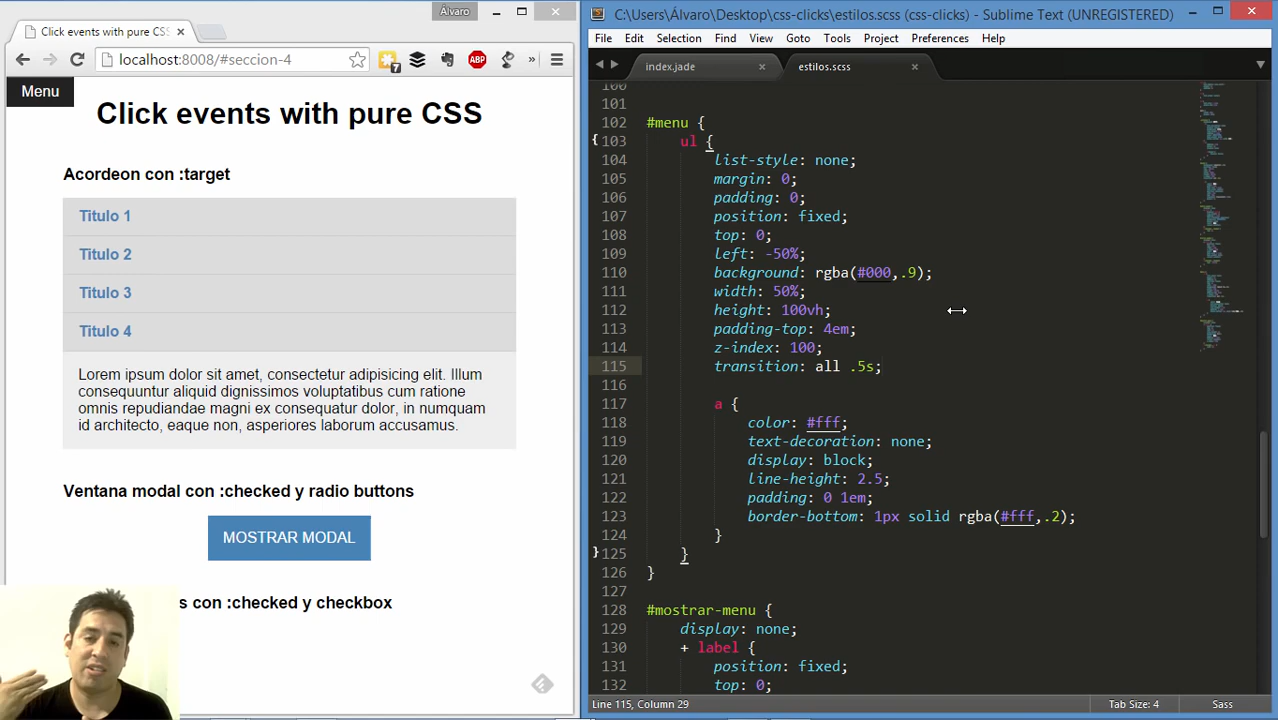 Álvaro
Click events with pure CSS
localhost:8008/#seccion-4
7
ABP
»
Menu
Click events with pure CSS
Acordeon con :target
Titulo 1
Titulo 2
Titulo 3
Titulo 4
Lorem ipsum dolor sit amet, consectetur adipisicing elit. Illum
consequuntur aliquid dignissimos voluptatibus cum ratione
omnis repudiandae magni ex consequatur dolor, in numquam
id architecto, eaque non, asperiores laborum accusamus.
Ventana modal con :checked y radio buttons
MOSTRAR MODAL
s con :checked y checkbox
C:\Users\Álvaro\Desktop\css-clicks\estilos.scss (css-clicks) - Sublime Text (UNREGISTERED)
File Edit Selection Find View Goto Tools Project Preferences Help
index.jade
estilos.scss
100
101
102 #menu {
103 ul {
104 list-style: none;
105 margin: 0;
106 padding: 0;
107 position: fixed;
108 top: 0;
109 left: -50%;
110 background: rgba(#000,.9);
111 width: 50%;
112 height: 100vh;
113 padding-top: 4em;
114 z-index: 100;
115 transition: all .5s;
116
117 a {
118 color: #fff;
119 text-decoration: none;
120 display: block;
121 line-height: 2.5;
122 padding: 0 1em;
123 border-bottom: 1px solid rgba(#fff,.2);
124 }
125 }
126 }
127
128 #mostrar-menu {
129 display: none;
130 + label {
131 position: fixed;
132 top: 0;
Line 115, Column 29
Tab Size: 4
Sass